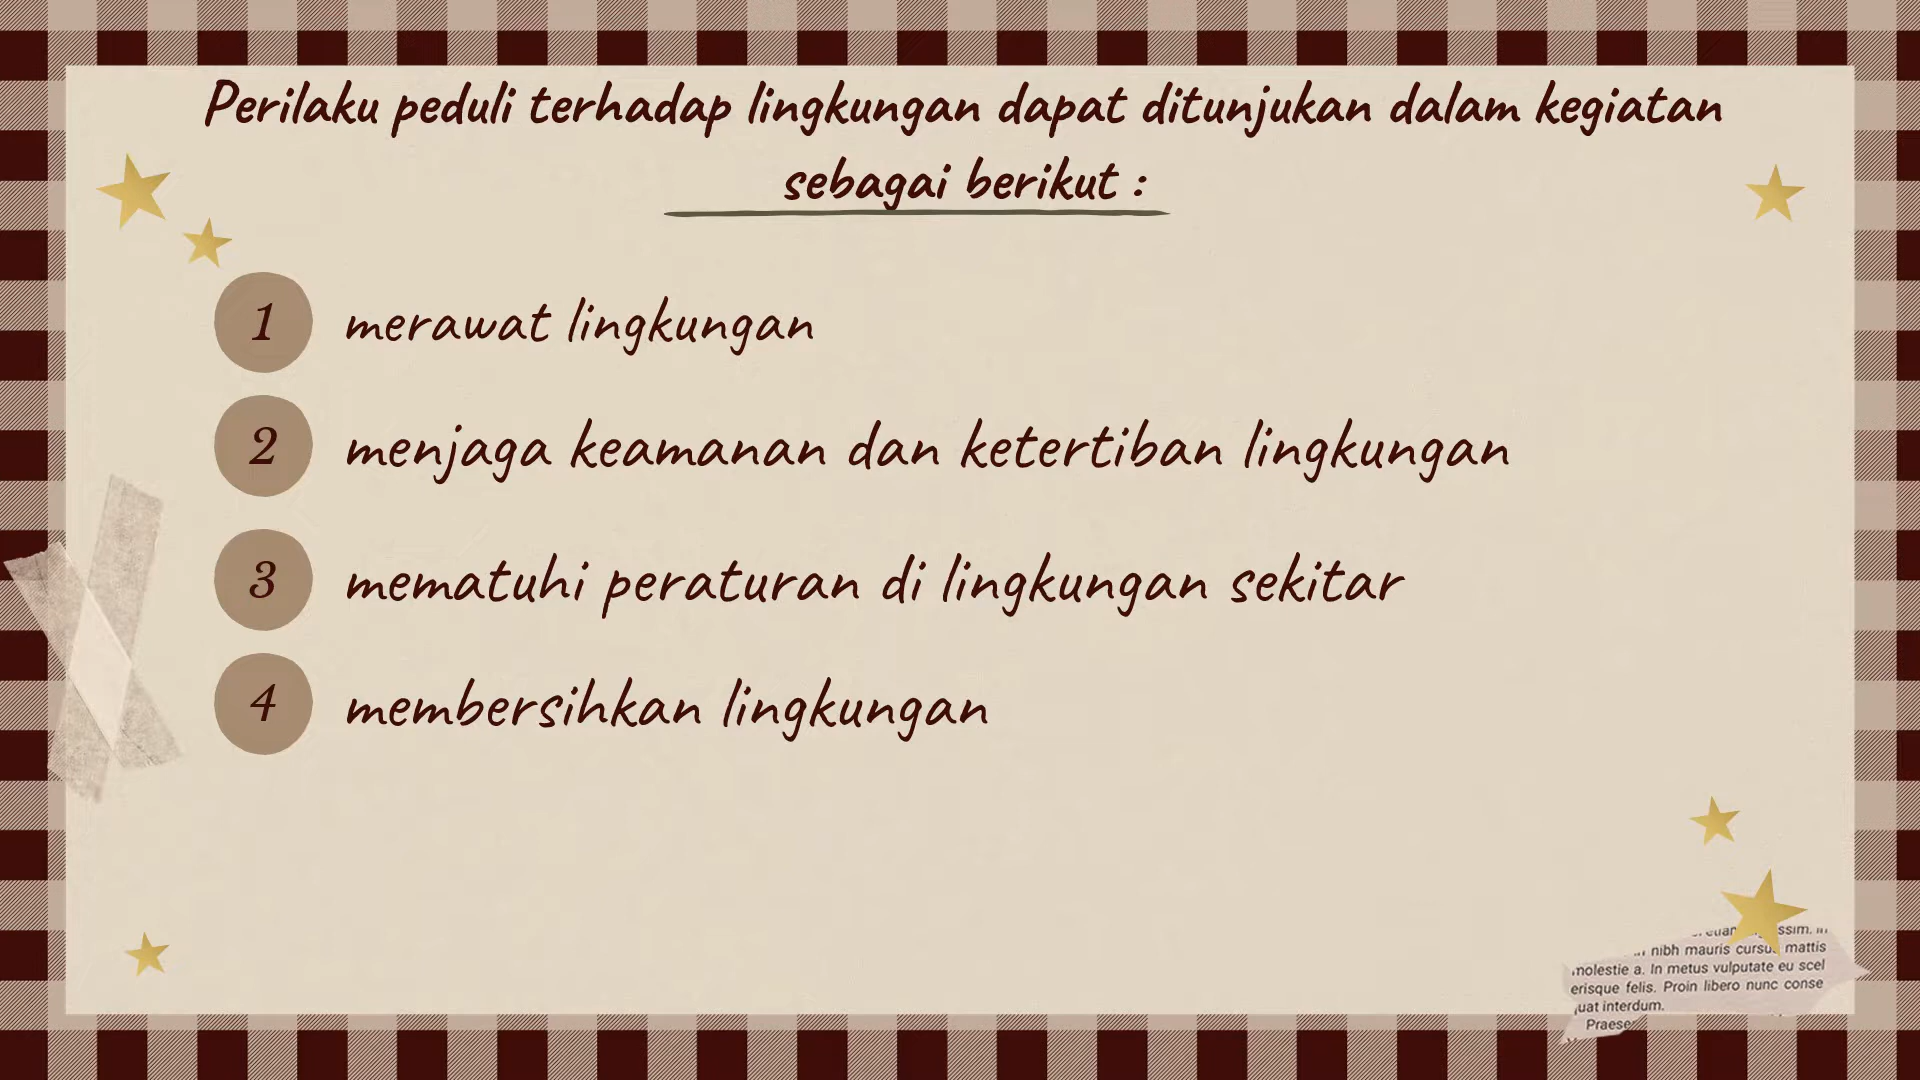 Perilaku peduli terhadap lingkungan dapat ditunjukan dalam kegiatan
sebagai berikut :
1 merawat lingkungan
2 menjaga keamanan dan ketertiban lingkungan
3 mematuhi peraturan di lingkungan sekitar
4 membersihkan lingkungan
nibh mauris mattis
molestie a. In metus vulputate eu scel
erisque felis. Proin libero nunc conse
quat interdum.